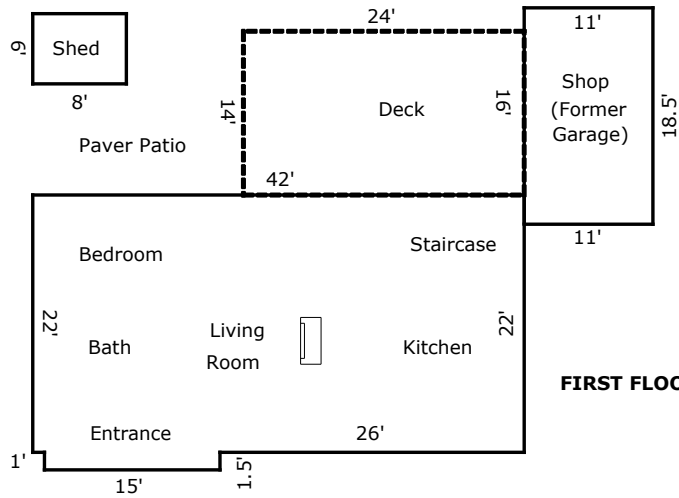 24'
11'
6'
Shed
8'
14'
Deck
16'
Shop
(Former
Garage)
18.5'
Paver Patio
42'
11'
Bedroom
Staircase
22'
Bath
Living
Room
Kitchen
22'
FIRST FLOO
Entrance
26'
1'
15'
1.5'